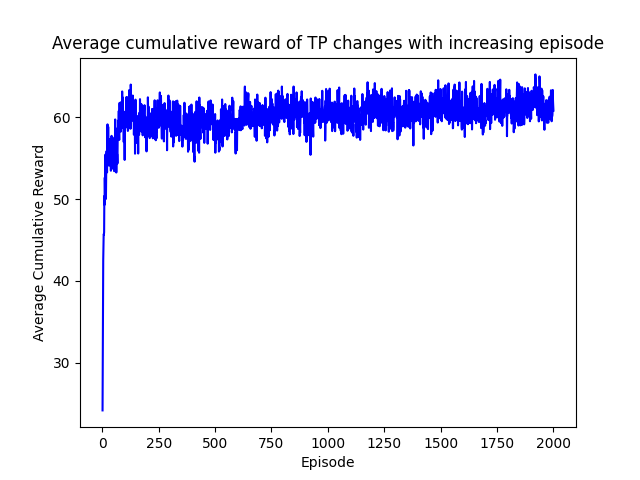 Average cumulative reward of TP changes with increasing episode
60
50
40
30
Average Cumulative Reward
0 250 500 750 1000 1250 1500 1750 2000
Episode